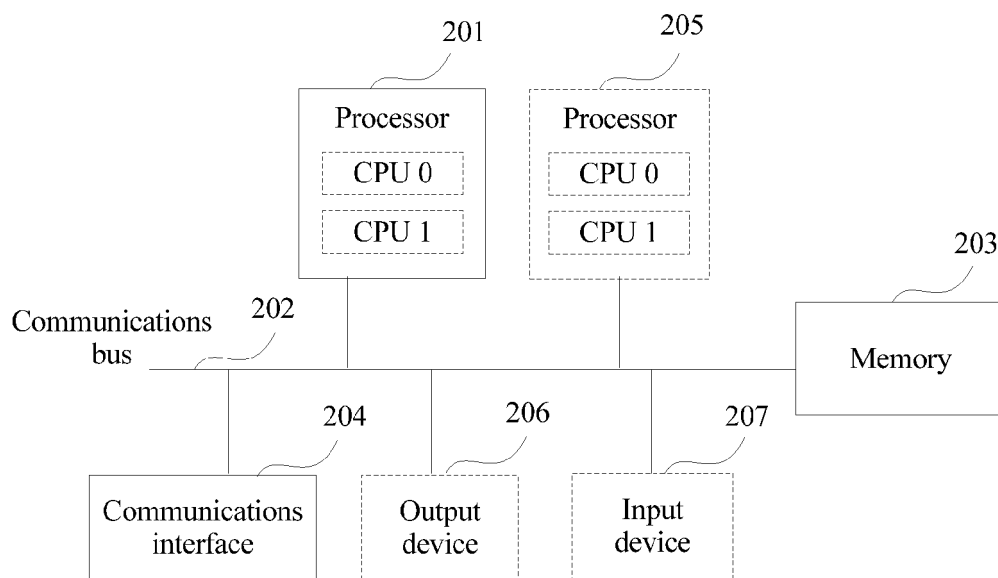 201
205
Processor
CPU 0
CPU 1
Processor
CPU 0
CPU 1
203
Communications
bus
202
Memory
204
206
207
Communications
interface
Output
device
Input
device